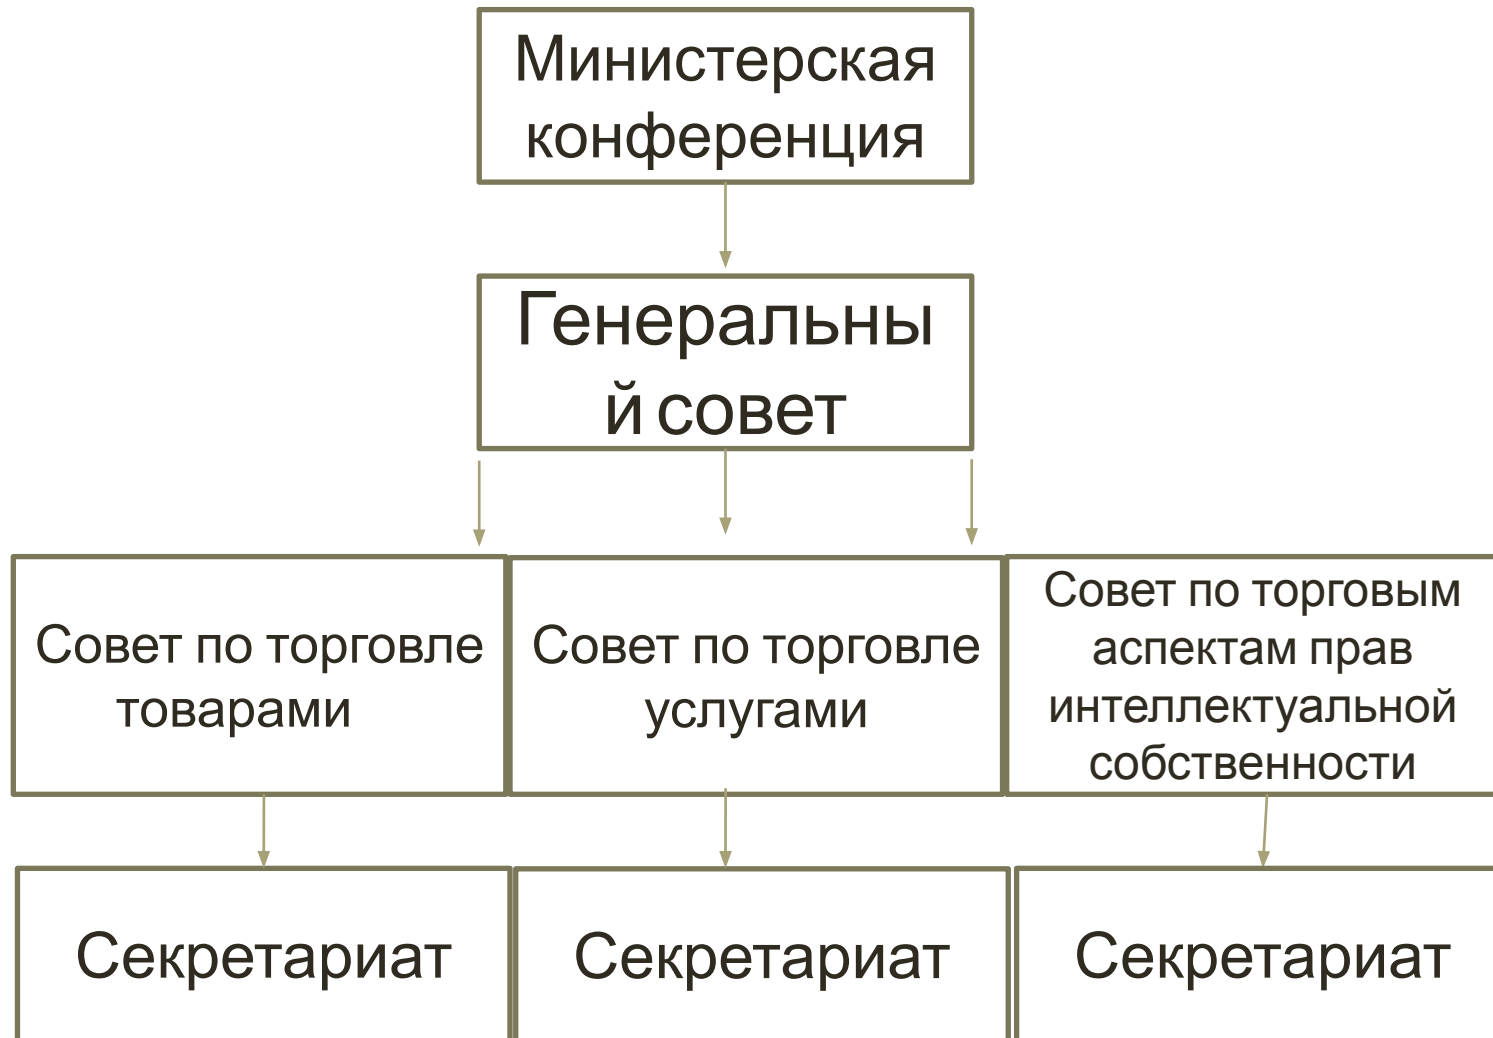 Министерская
конференция
Генеральны
й совет
Совет по торговле
товарами
Совет по торговле
услугами
Совет по торговым
аспектам прав
интеллектуальной
собственности
Секретариат
Секретариат
Секретариат